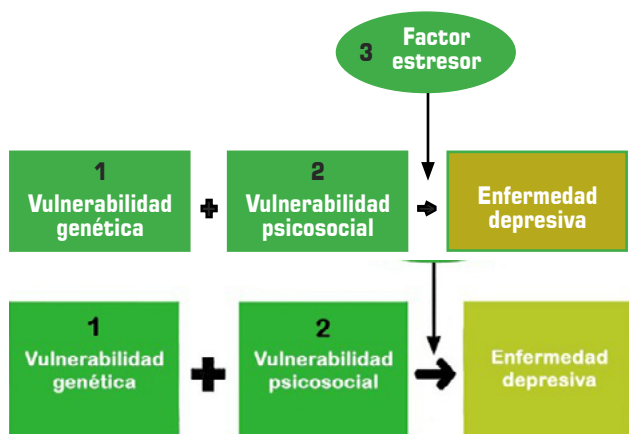 3 Factor
estresor
1
Vulnerabilidad
genética
+
2
Vulnerabilidad
psicosocial
Enfermedad
depresiva
1
Vulnerabilidad
genética
+
2
Vulnerabilidad
psicosocial
Enfermedad
depresiva